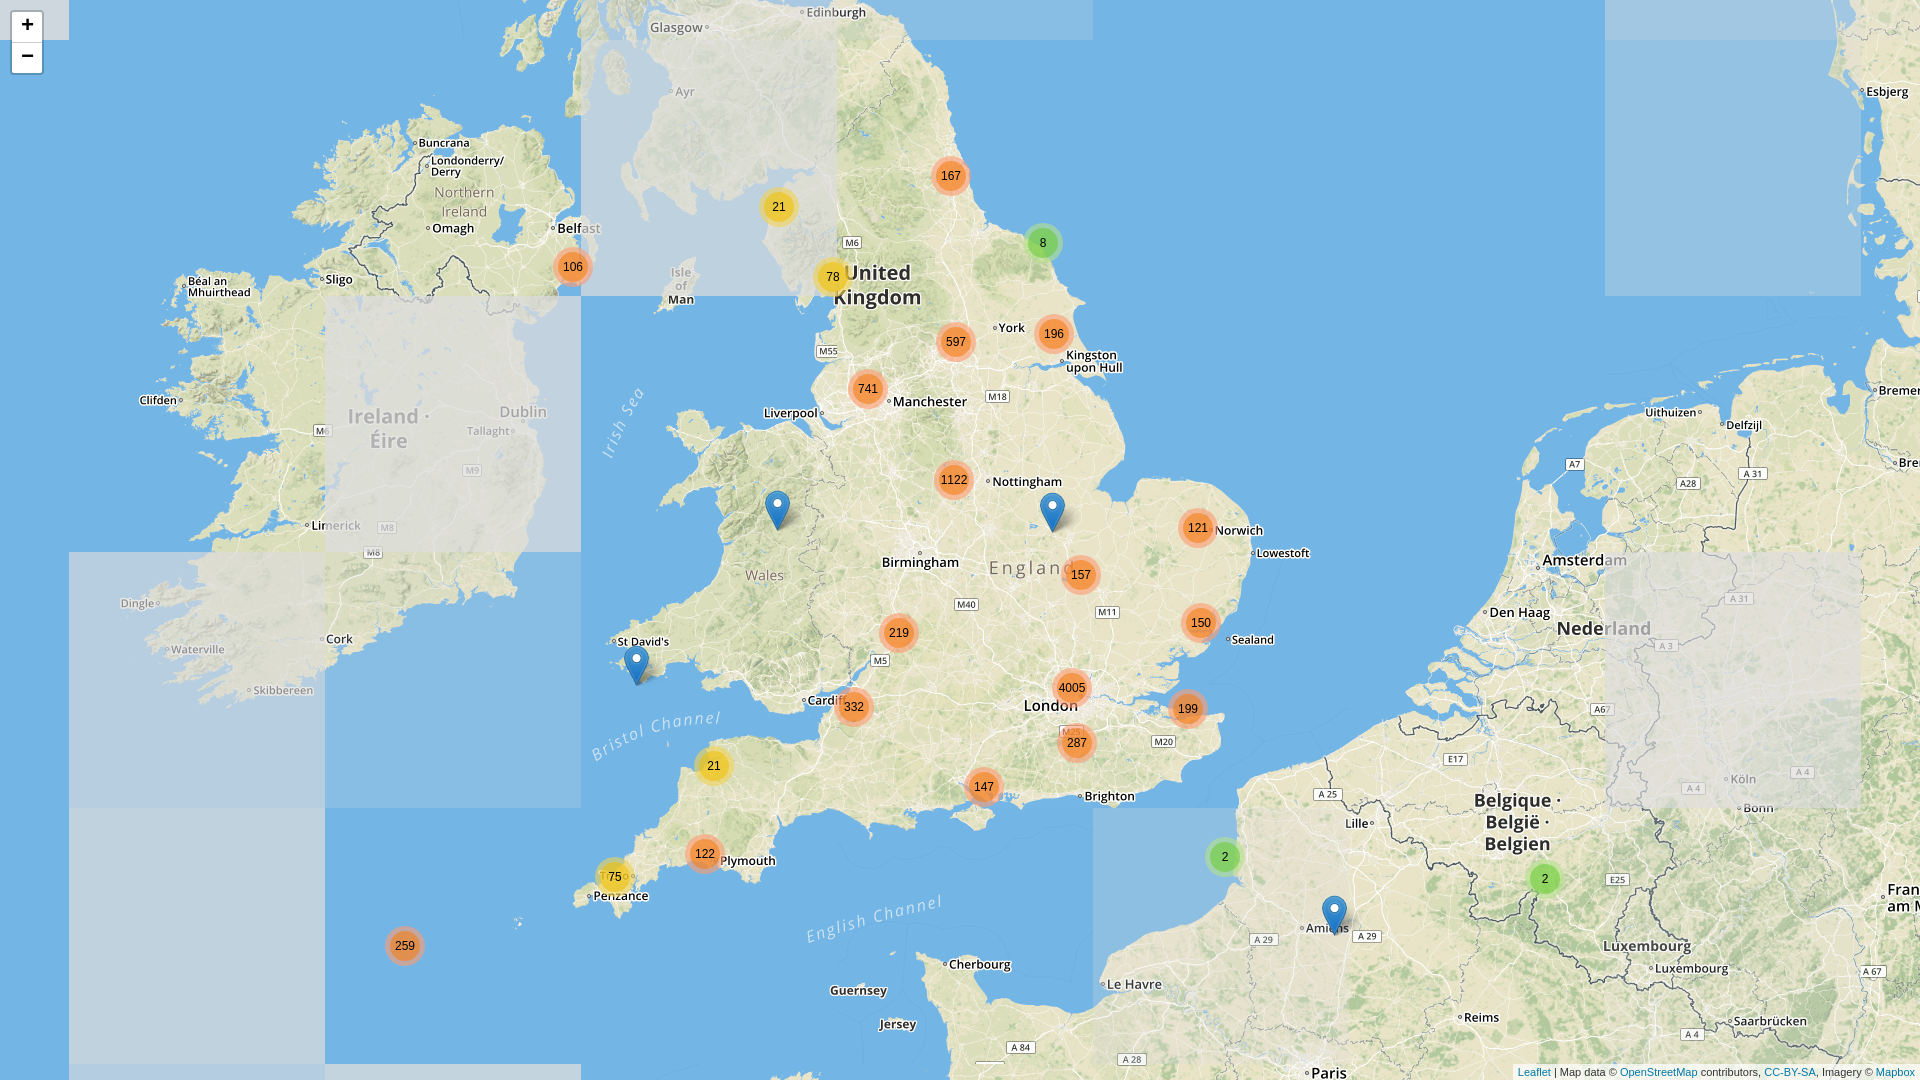 +
−
Edinburgh
Glasgow
Ayr
Esbjerg
Buncrana
Londonderry/
Derry
167
Northern
Ireland
21
Omagh
Belfast
M6
8
106
78
United
Kingdom
Isle
of
Man
Béal an
Mhuirthead
Sligo
York
196
597
M55
Kingston
upon Hull
741
Manchester
M18
Clifden
Liverpool
Irish Sea
Ireland ·
Éire
Dublin
Tallaght
M6
M9
Uithuizen
Delfzijl
Bremer
A7
A 31
A28
Bre
1122
Nottingham
Limerick
M8
M8
121
Norwich
Lowestoft
Birmingham
England
157
Wales
Amsterdam
Dingle
M40
M11
A 31
Den Haag
Nederland
219
150
Sealand
Cork
St David's
Waterville
M5
A 3
Skibbereen
4005
London
Cardiff
332
199
A67
Bristol Channel
M25
287
M20
E17
21
Köln
A 4
A 4
147
Brighton
A 25
Bonn
Belgique ·
België ·
Belgien
Lille
122
Plymouth
2
75
Penzance
2
E25
Fran
am M
English Channel
259
Amiens
A 29
A 29
Luxembourg
Luxembourg
A 67
Cherbourg
Le Havre
Guernsey
Jersey
Reims
Saarbrücken
A 4
A 84
A 28
Paris
Leaflet | Map data © OpenStreetMap contributors, CC-BY-SA, Imagery © Mapbox